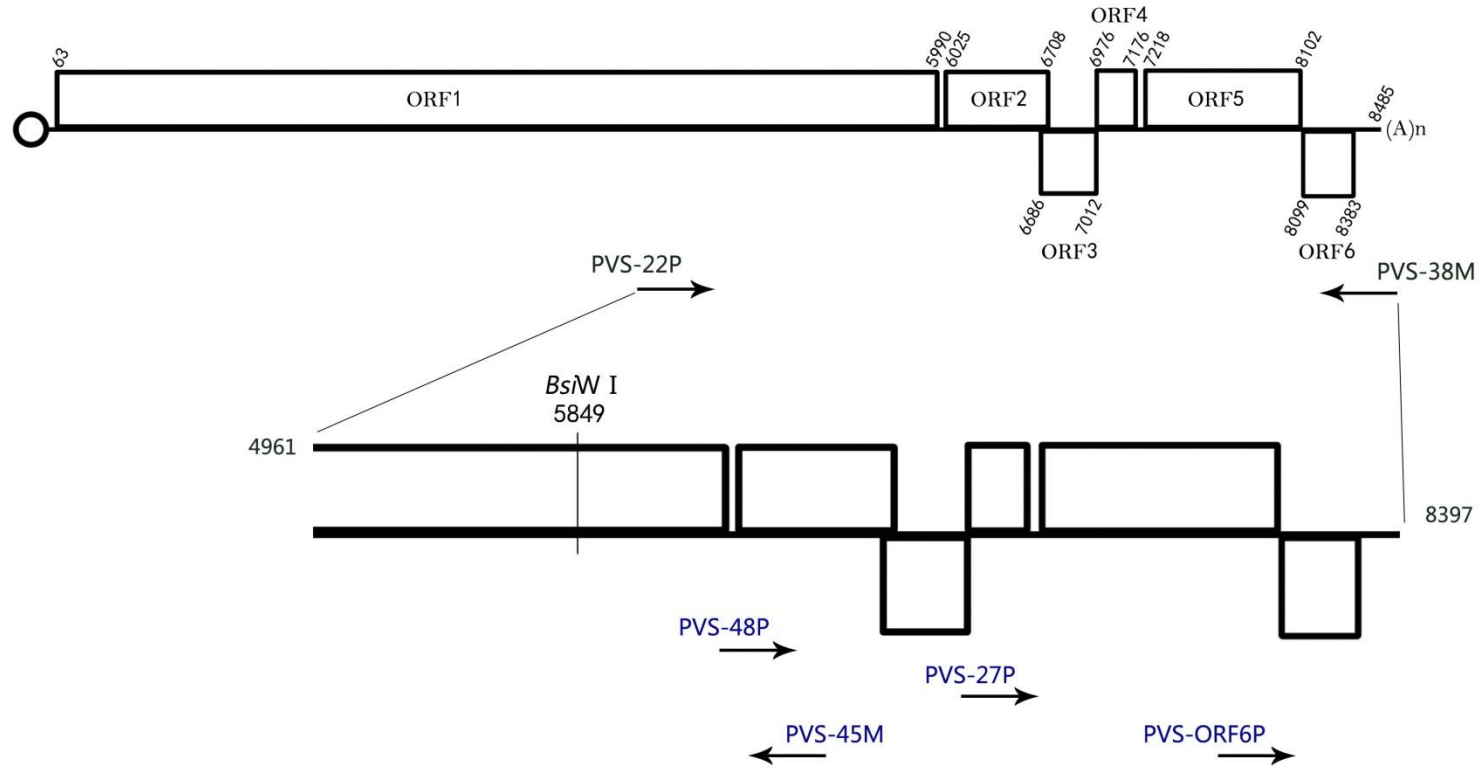 ORF4
63
5990
6025
6708
6976
7176
7218
8102
8485
ORF1
ORF2
ORF5
(A)n
6686
7012
8099
8383
ORF3
ORF6
PVS-22P
PVS-38M
BsiW I
5849
4961
8397
PVS-48P
PVS-27P
PVS-45M
PVS-ORF6P